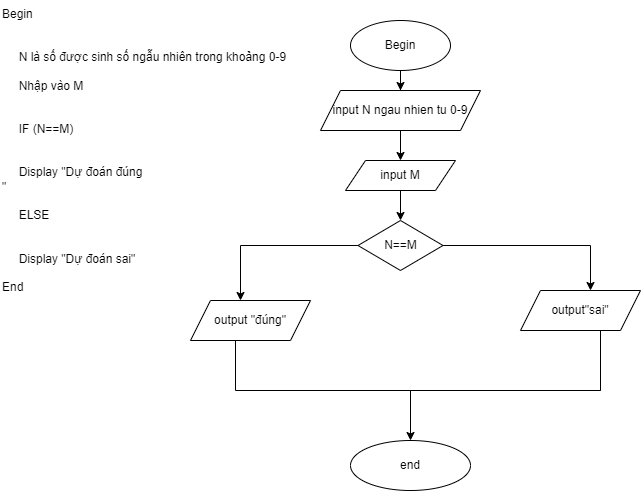 Begin
N là số được sinh số ngẫu nhiên trong khoảng 0-9
Nhập vào M
IF (N==M)
Display "Dự đoán đúng
"
ELSE
Display "Dự đoán sai"
End
Begin
input N ngau nhien tu 0-9
input M
N==M
output "đúng"
output"sai"
end